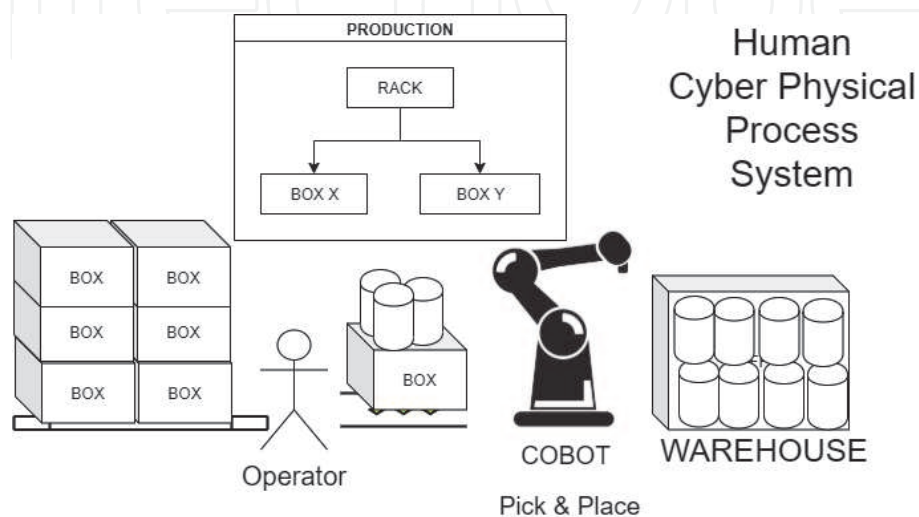 PRODUCTION
RACK
BOX X
BOX Y
Human
Cyber Physical
Process
System
BOX
BOX
BOX
BOX
BOX
BOX
BOX
Operator
COBOT
Pick & Place
WAREHOUSE